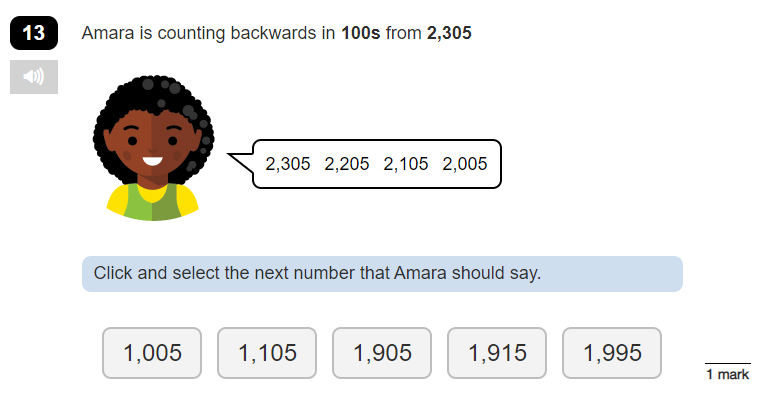 13 Amara is counting backwards in 100s from 2,305
2,305 2,205 2,105 2,005
Click and select the next number that Amara should say.
1,005 1,105 1,905 1,915 1,995
1 mark